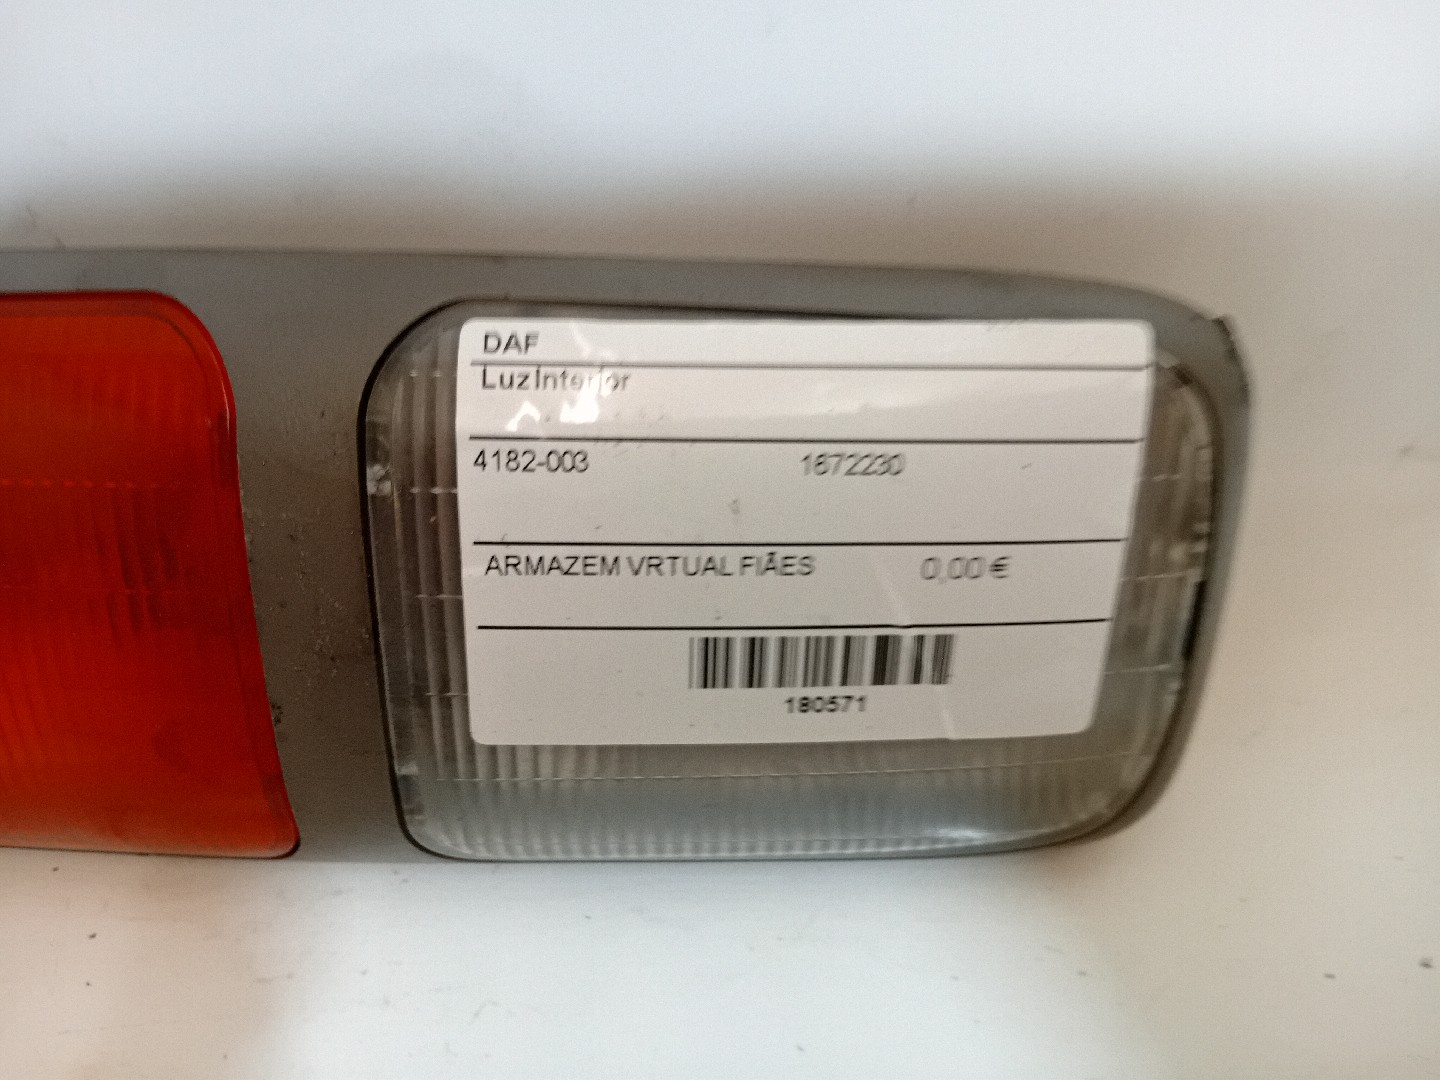 DAF
Luz Interior
4182-003 1672230
ARMAZEM VRTUAL FIÃES 0,00 €
180571